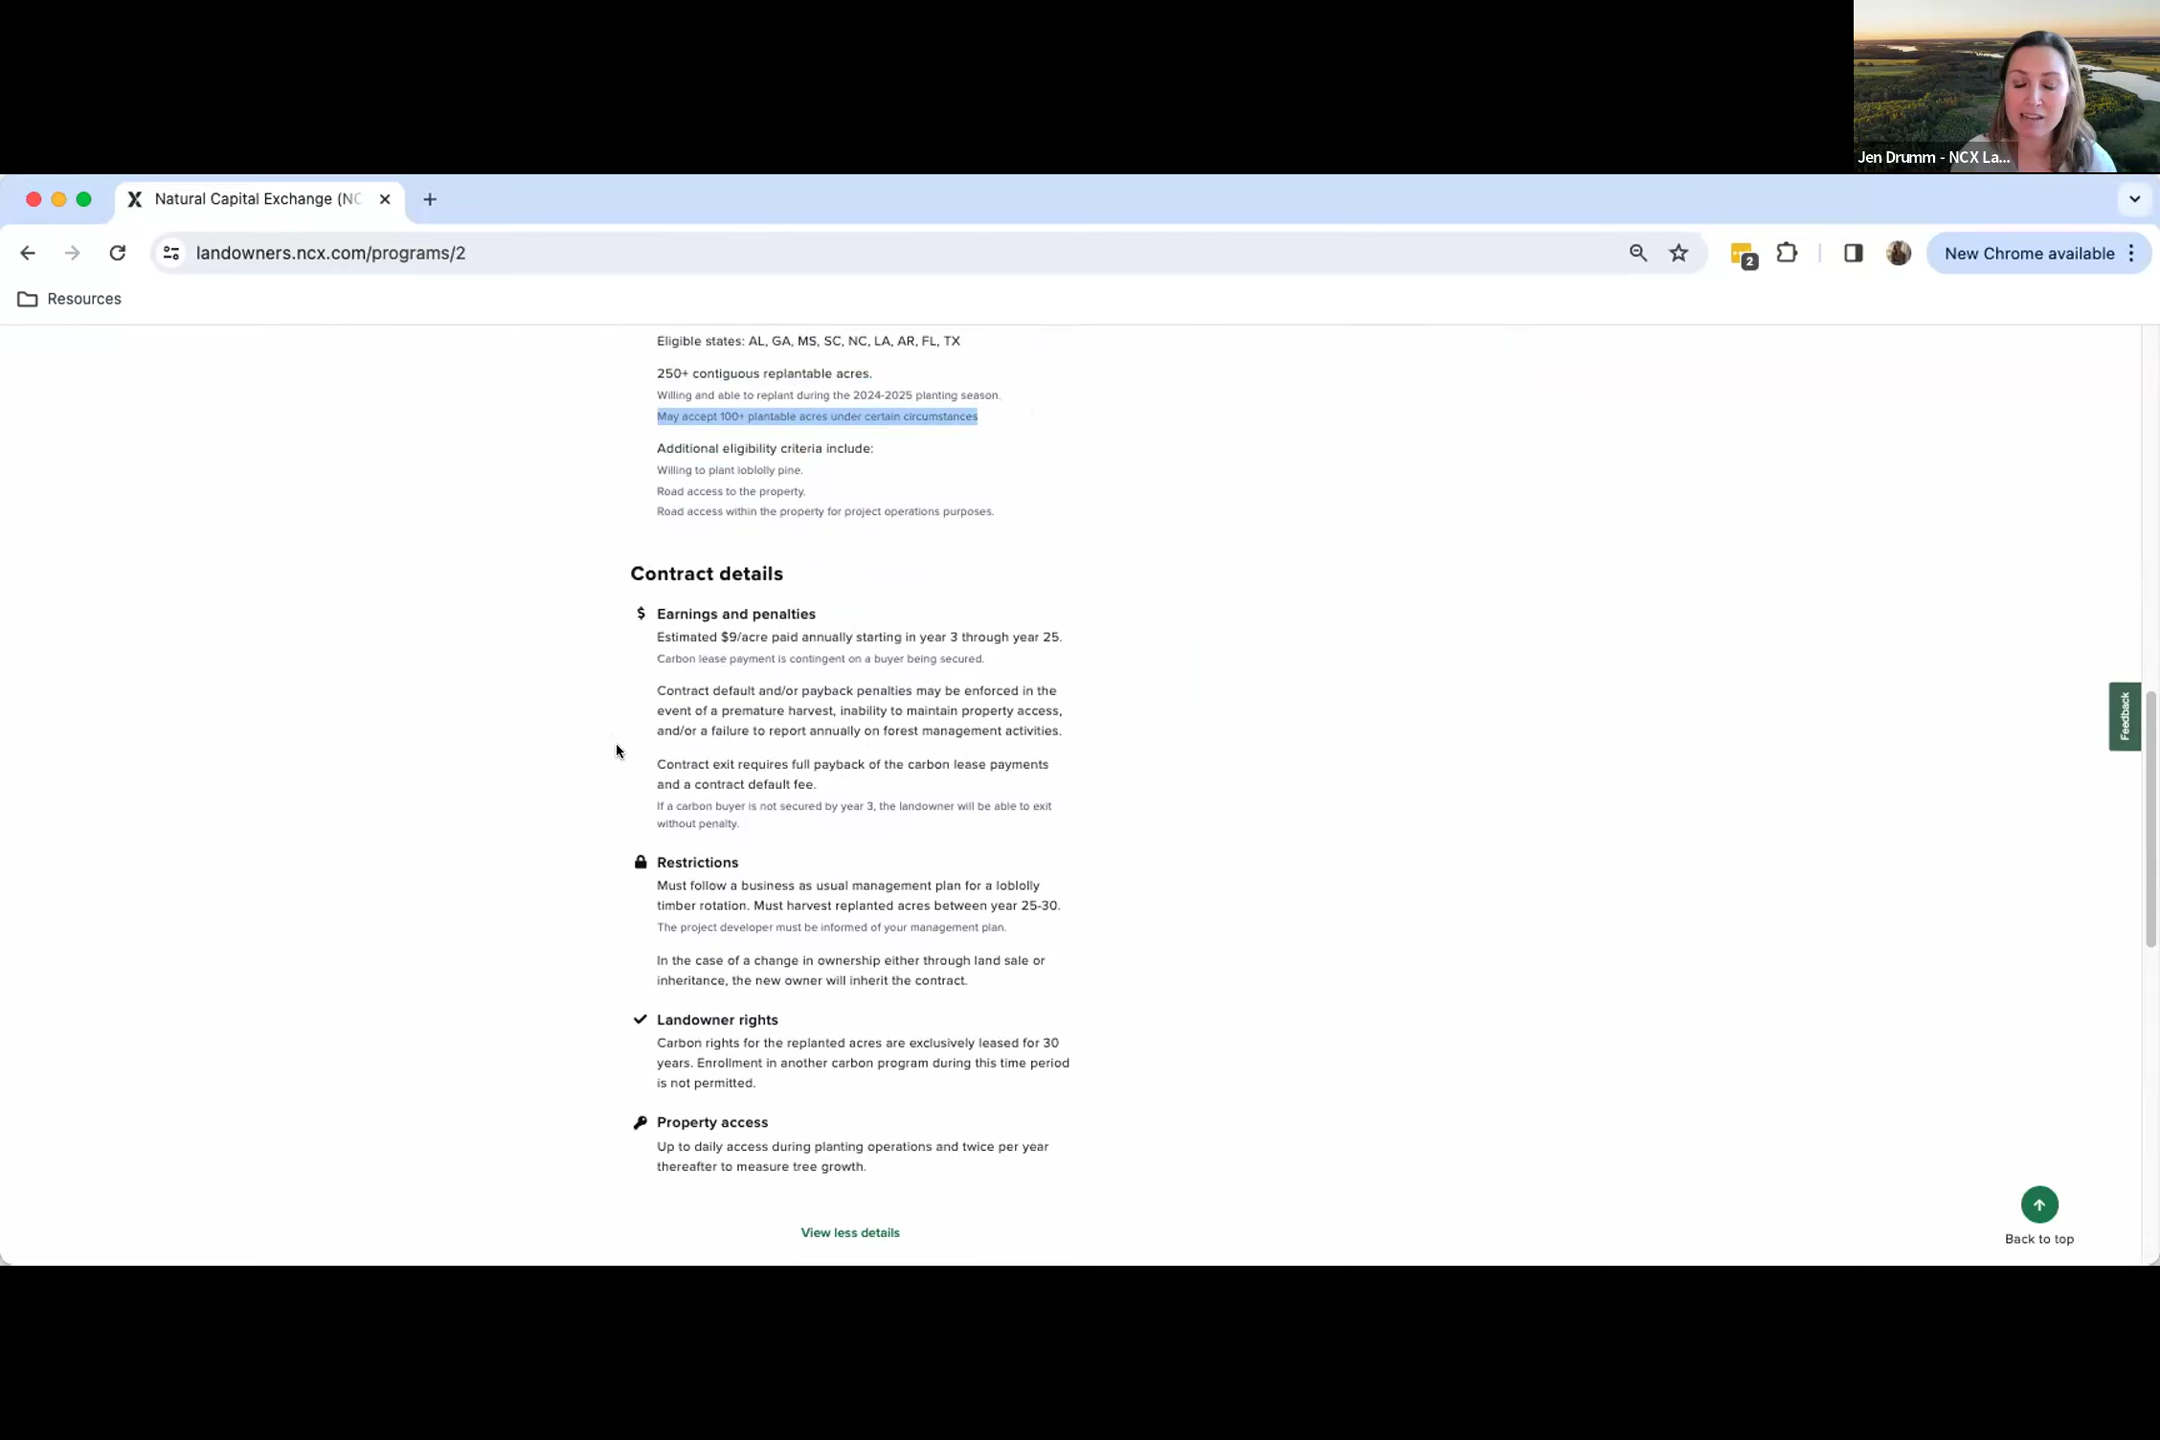 Jen Drumm - NCX La...
Natural Capital Exchange (NC
landowners.ncx.com/programs/2
2
New Chrome available
Resources
Eligible states: AL, GA, MS, SC, NC, LA, AR, FL, TX
250+ contiguous replantable acres.
Willing and able to replant during the 2024-2025 planting season.
May accept 100+ plantable acres under certain circumstances
Additional eligibility criteria include:
Willing to plant loblolly pine.
Road access to the property.
Road access within the property for project operations purposes.
Contract details
$ Earnings and penalties
Estimated $9/acre paid annually starting in year 3 through year 25.
Carbon lease payment is contingent on a buyer being secured.
Contract default and/or payback penalties may be enforced in the
event of a premature harvest, inability to maintain property access,
and/or a failure to report annually on forest management activities.
Contract exit requires full payback of the carbon lease payments
and a contract default fee.
If a carbon buyer is not secured by year 3, the landowner will be able to exit
without penalty.
Restrictions
Must follow a business as usual management plan for a loblolly
timber rotation. Must harvest replanted acres between year 25-30.
The project developer must be informed of your management plan.
In the case of a change in ownership either through land sale or
inheritance, the new owner will inherit the contract.
Landowner rights
Carbon rights for the replanted acres are exclusively leased for 30
years. Enrollment in another carbon program during this time period
is not permitted.
Property access
Up to daily access during planting operations and twice per year
thereafter to measure tree growth.
View less details
Feedback
Back to top